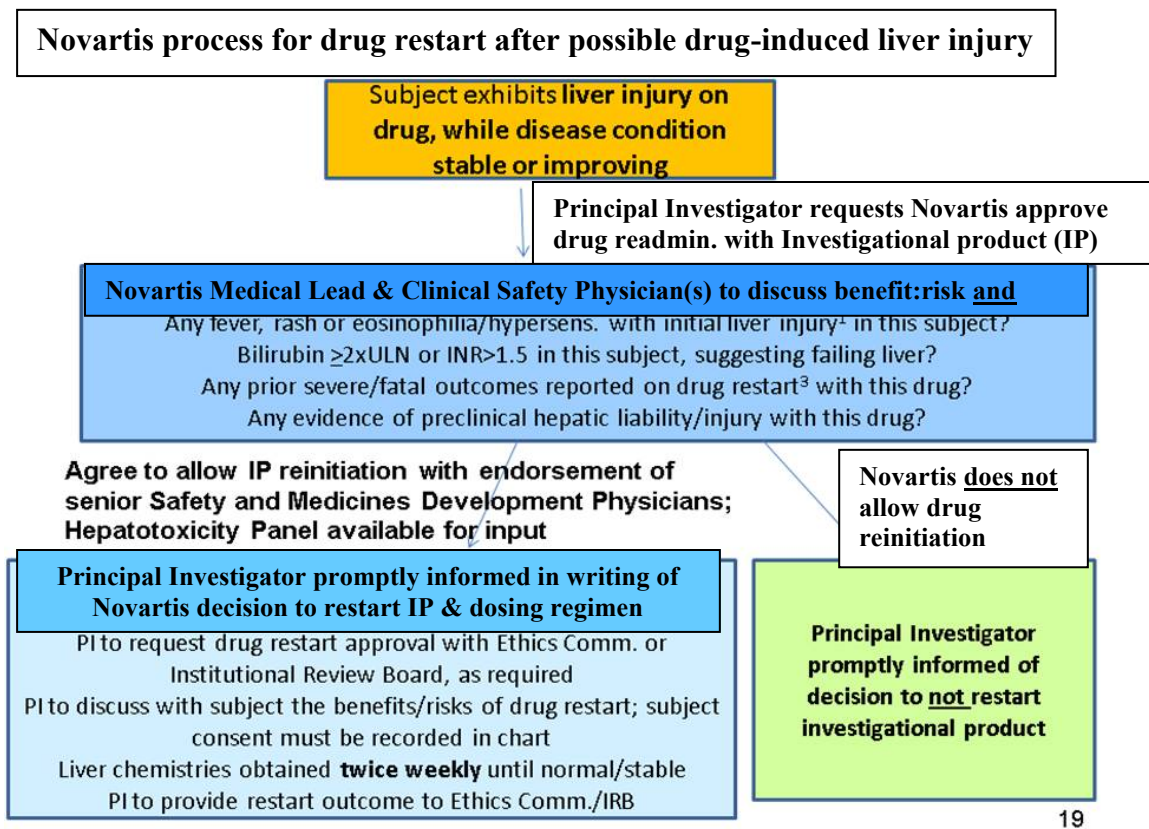 Novartis process for drug restart after possible drug-induced liver injury
Subject exhibits liver injury on
drug, while disease condition
stable or improving
Principal Investigator requests Novartis approve
drug readmin. with Investigational product (IP)
Novartis Medical Lead & Clinical Safety Physician(s) to discuss benefit:risk and
Any fever, rash or eosinophilia/hypersens. with initial liver injury¹ in this subject?
Bilirubin ≥2xULN or INR>1.5 in this subject, suggesting failing liver?
Any prior severe/fatal outcomes reported on drug restart³ with this drug?
Any evidence of preclinical hepatic liability/injury with this drug?
Agree to allow IP reinitiation with endorsement of
senior Safety and Medicines Development Physicians;
Hepatotoxicity Panel available for input
Novartis does not
allow drug
reinitiation
Principal Investigator promptly informed in writing of
Novartis decision to restart IP & dosing regimen
PI to request drug restart approval with Ethics Comm. or
Institutional Review Board, as required
PI to discuss with subject the benefits/risks of drug restart; subject
consent must be recorded in chart
Liver chemistries obtained twice weekly until normal/stable
PI to provide restart outcome to Ethics Comm./IRB
Principal Investigator
promptly informed of
decision to not restart
investigational product
19